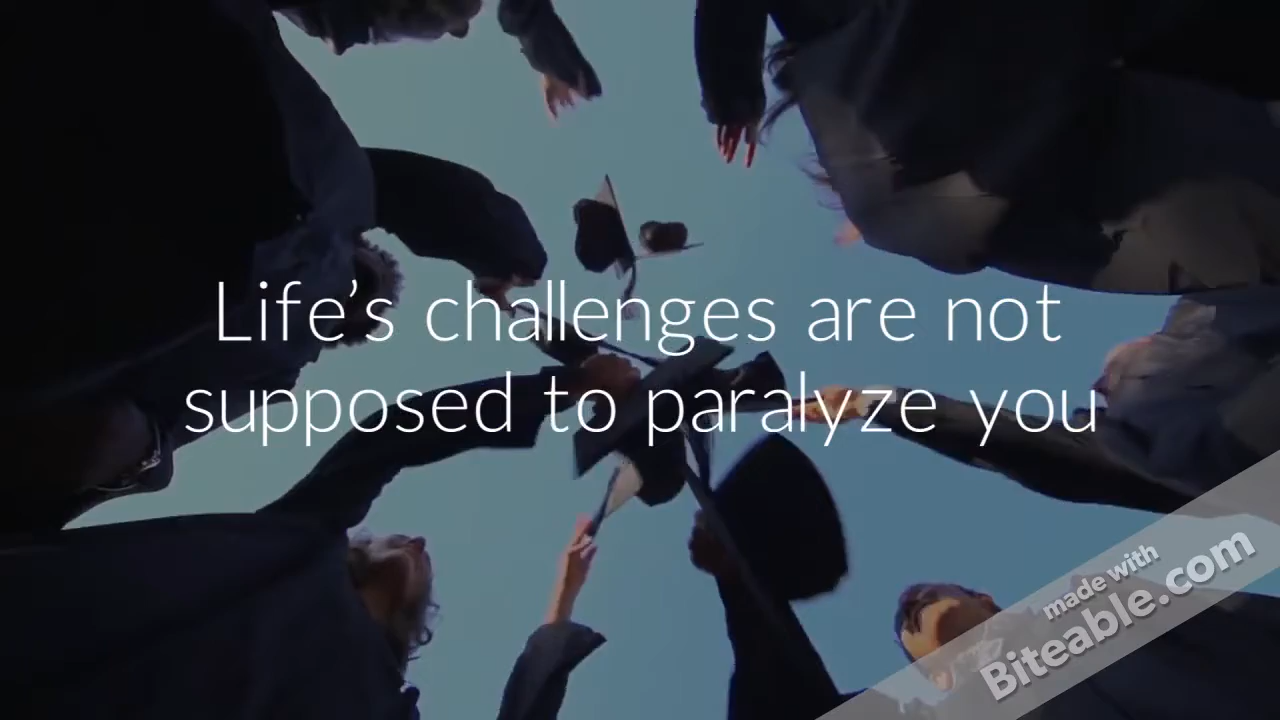 Life’s challenges are not
supposed to paralyze you
made with
Biteable.com